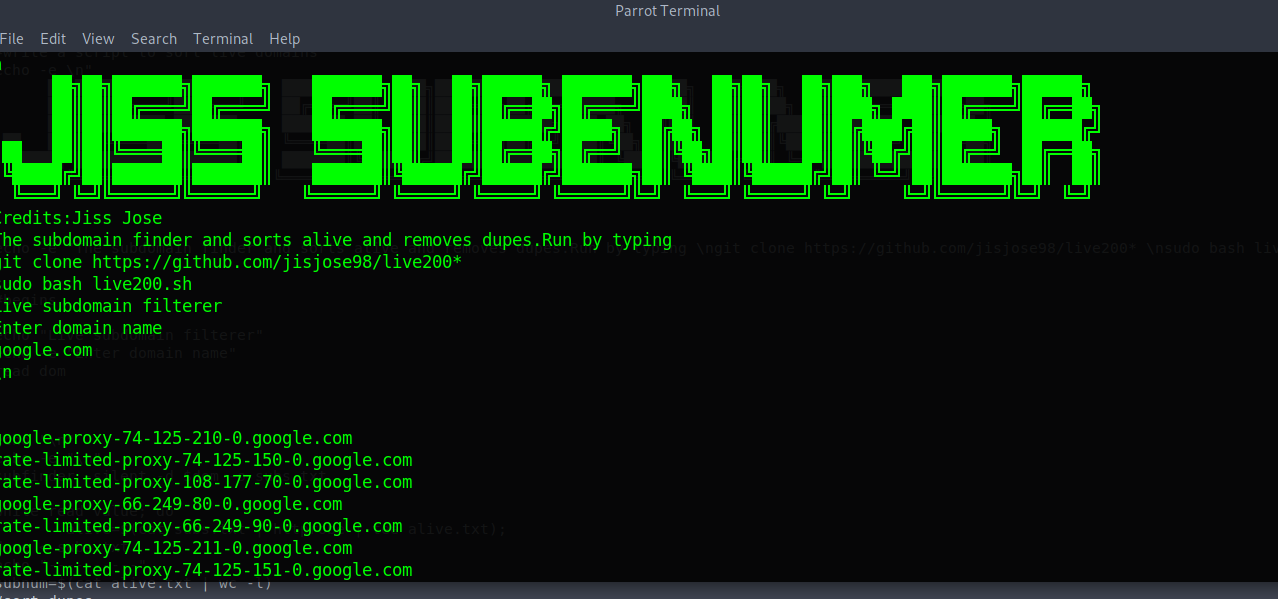 Parrot Terminal
File Edit View Search Terminal Help
JISS SUBENUMER
Credits:Jiss Jose
The subdomain finder and sorts alive and removes dupes.Run by typing
git clone https://github.com/jisjose98/live200*
sudo bash live200.sh
Live subdomain filterer
Enter domain name
google.com
\n
google-proxy-74-125-210-0.google.com
rate-limited-proxy-74-125-150-0.google.com
rate-limited-proxy-108-177-70-0.google.com
google-proxy-66-249-80-0.google.com
rate-limited-proxy-66-249-90-0.google.com
google-proxy-74-125-211-0.google.com
rate-limited-proxy-74-125-151-0.google.com
subnum=$(cat alive.txt | wc -l)